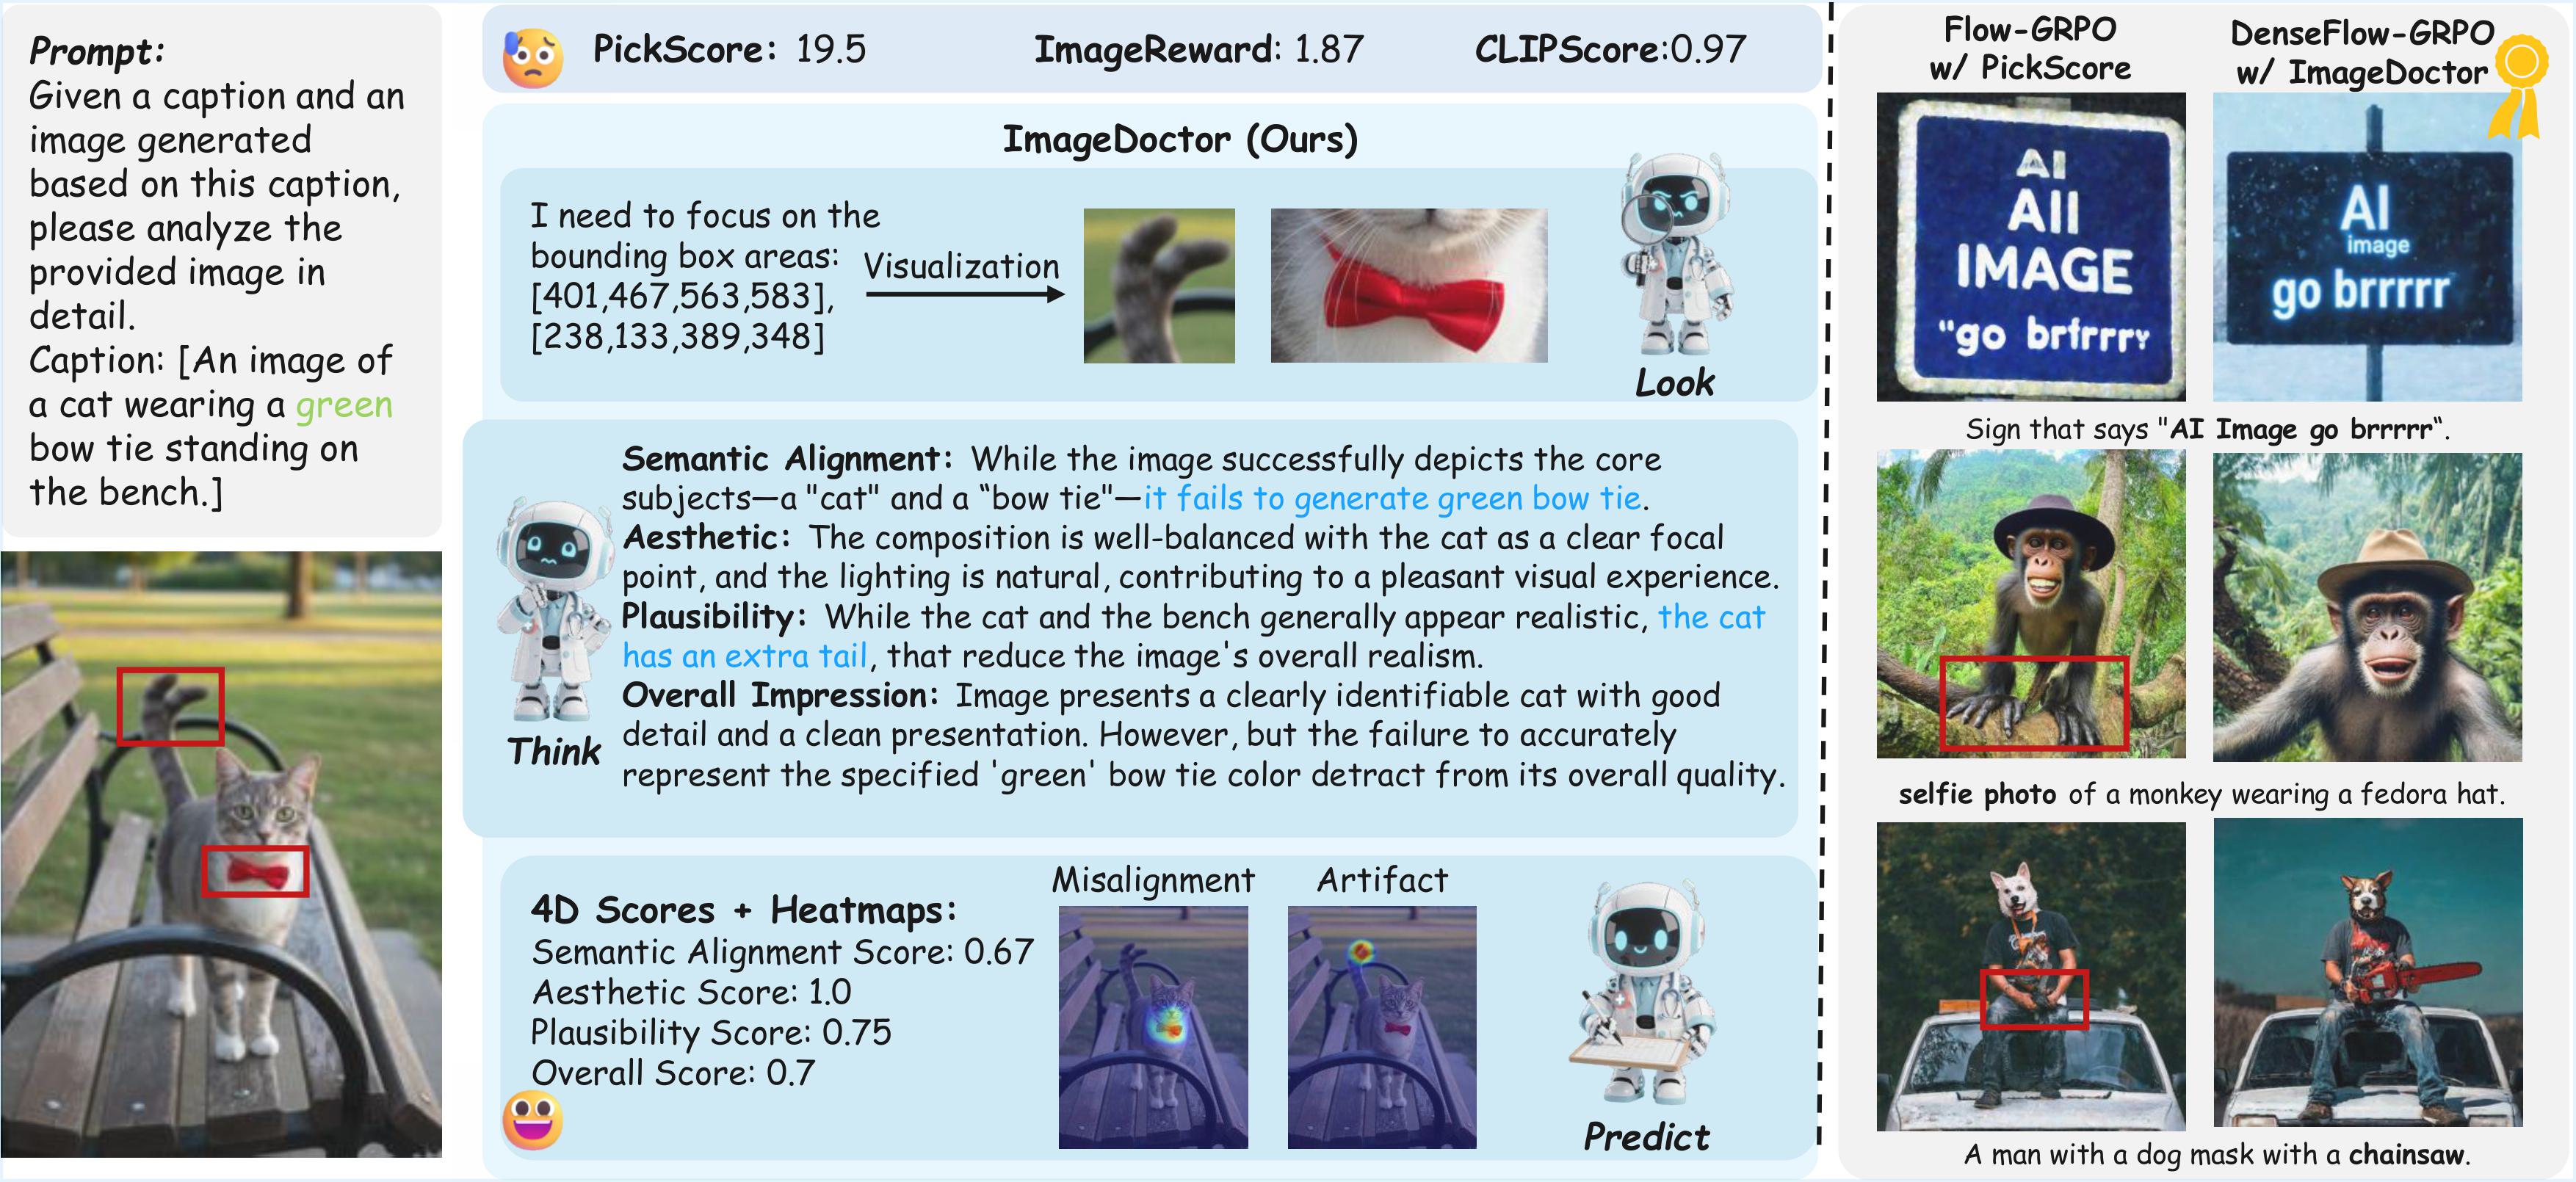 Prompt:
Given a caption and an
image generated
based on this caption,
please analyze the
provided image in
detail.
Caption: [An image of
a cat wearing a green
bow tie standing on
the bench.]
PickScore: 19.5
ImageReward: 1.87
CLIPScore:0.97
ImageDoctor (Ours)
I need to focus on the
bounding box areas:
[401,467,563,583],
[238,133,389,348]
Visualization
Look
Semantic Alignment: While the image successfully depicts the core
subjects—a "cat" and a “bow tie"—it fails to generate green bow tie.
Aesthetic: The composition is well-balanced with the cat as a clear focal
point, and the lighting is natural, contributing to a pleasant visual experience.
Plausibility: While the cat and the bench generally appear realistic, the cat
has an extra tail, that reduce the image's overall realism.
Overall Impression: Image presents a clearly identifiable cat with good
detail and a clean presentation. However, but the failure to accurately
represent the specified 'green' bow tie color detract from its overall quality.
Think
4D Scores + Heatmaps:
Semantic Alignment Score: 0.67
Aesthetic Score: 1.0
Plausibility Score: 0.75
Overall Score: 0.7
Misalignment
Artifact
Predict
Flow-GRPO
w/ PickScore
DenseFlow-GRPO
w/ ImageDoctor
AI
AII
IMAGE
"go brfrrry
AI
image
go brrrrr
Sign that says "AI Image go brrrrr“.
selfie photo of a monkey wearing a fedora hat.
A man with a dog mask with a chainsaw.